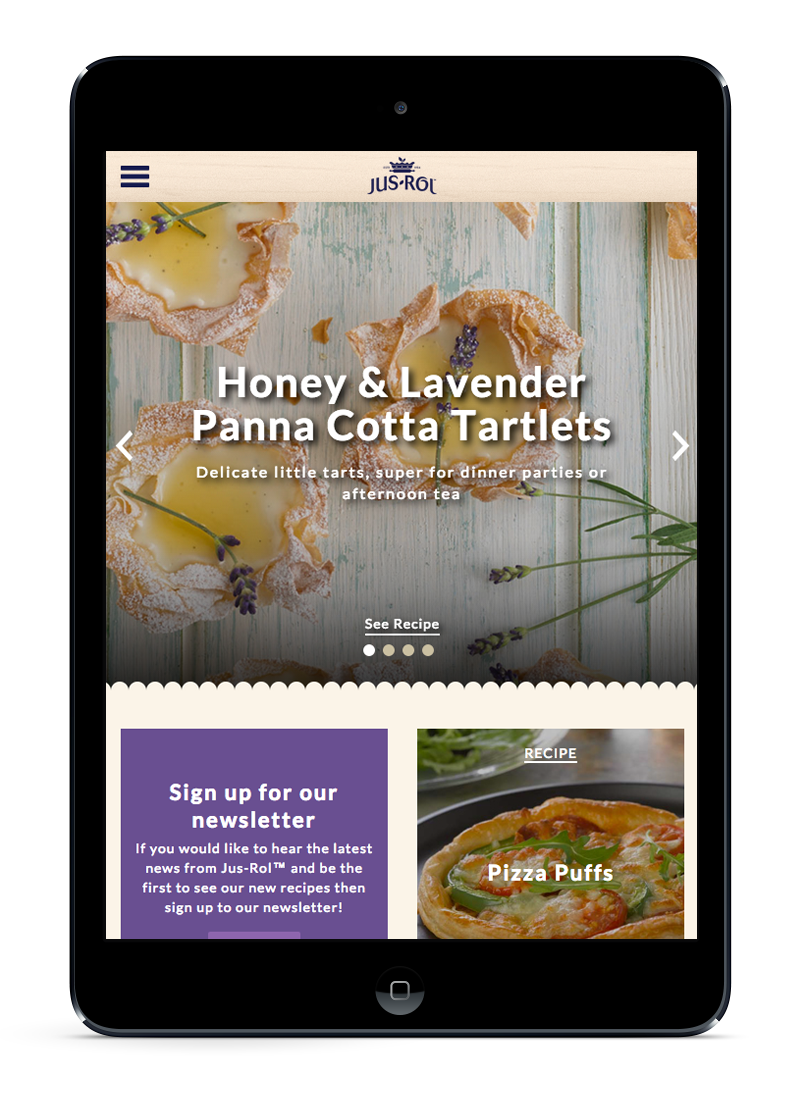 JUS-ROL
Honey & Lavender
Panna Cotta Tartlets
Delicate little tarts, super for dinner parties or
afternoon tea
See Recipe
Sign up for our
newsletter
If you would like to hear the latest
news from Jus-Rol™ and be the
first to see our new recipes then
sign up to our newsletter!
RECIPE
Pizza Puffs